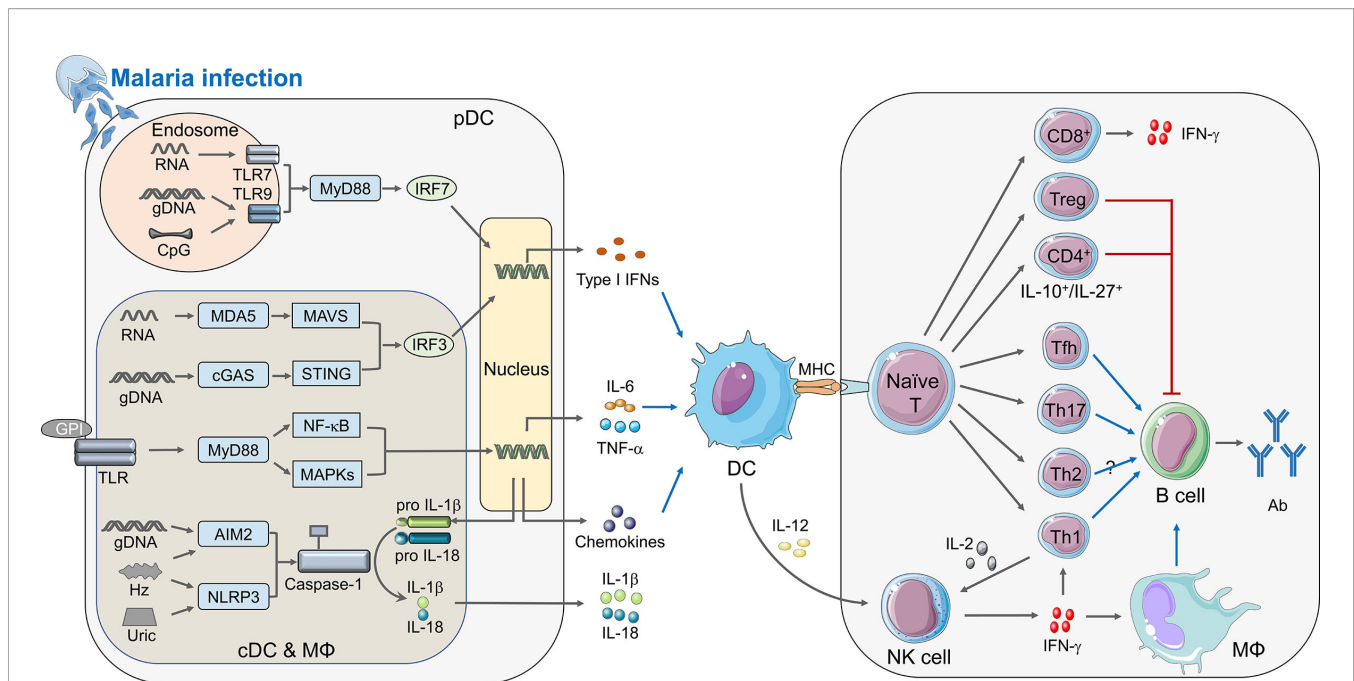 Malaria infection
pDC
Endosome
RNA
TLR7
TLR9
gDNA
CpG
MyD88
IRF7
RNA
MDA5
MAVS
IRF3
gDNA
cGAS
STING
Nucleus
GPI
TLR
MyD88
NF-κB
MAPKs
gDNA
AIM2
Hz
NLRP3
Uric
Caspase-1
pro IL-1β
pro IL-18
IL-1β
IL-18
cDC & MΦ
Type I IFNs
IL-6
TNF-α
Chemokines
IL-1β
IL-18
DC
MHC
IL-12
Naïve
T
CD8⁺
IFN-γ
Treg
CD4⁺
IL-10⁺/IL-27⁺
Tfh
Th17
Th2
?
Th1
B cell
Ab
IL-2
NK cell
IFN-γ
MΦ